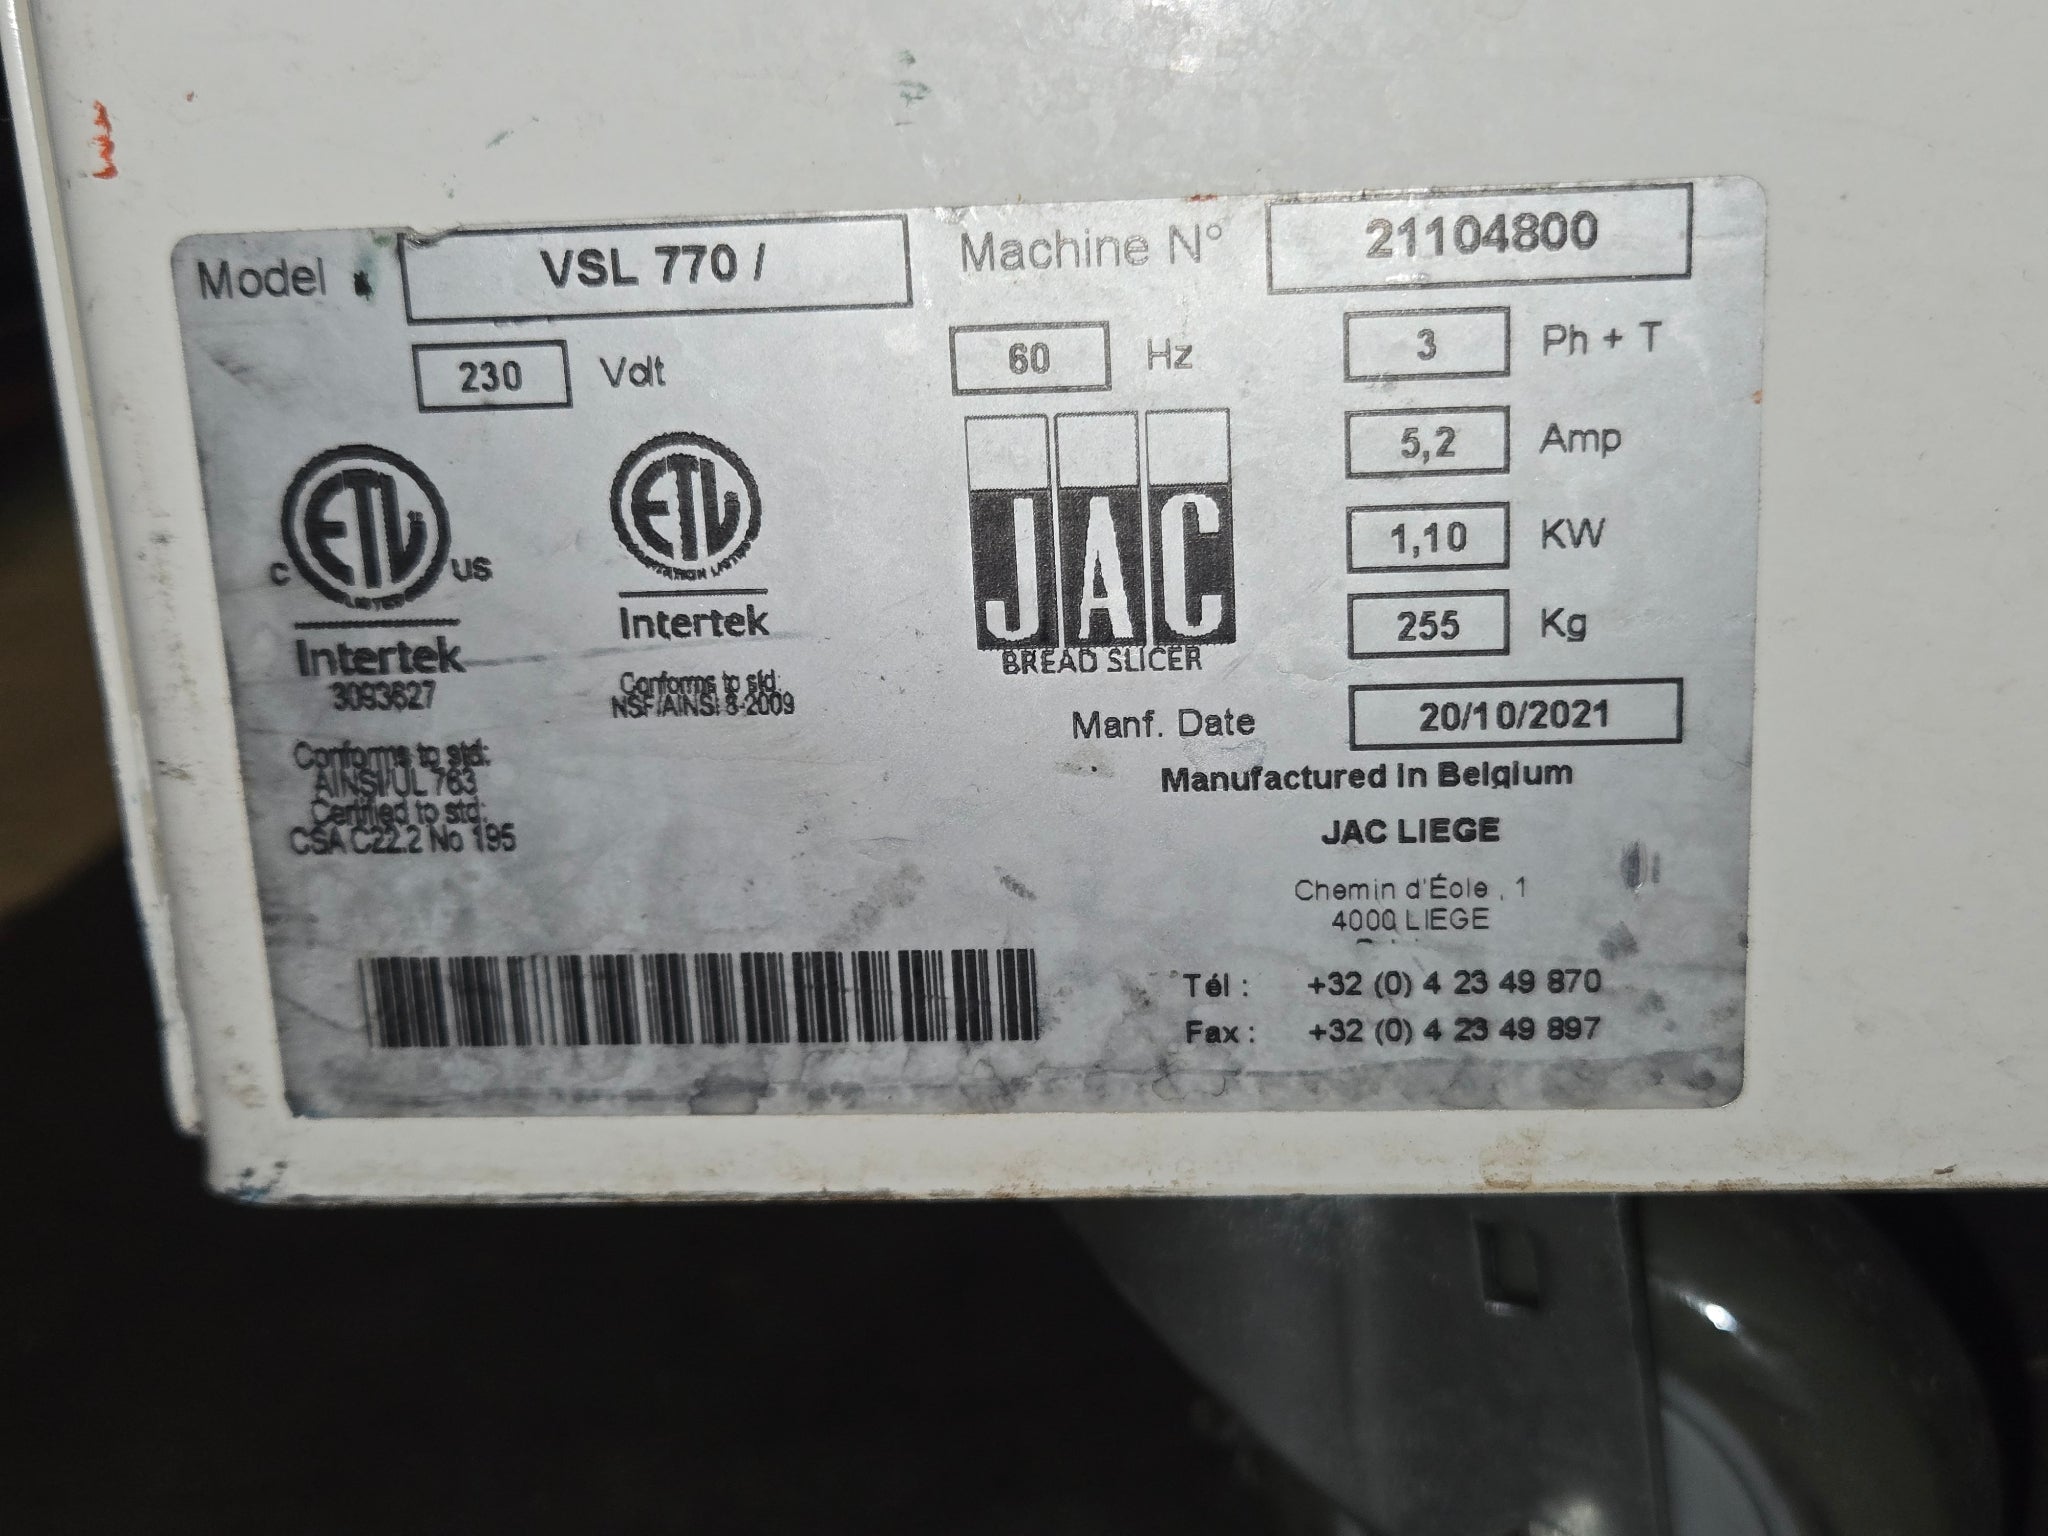 Model VSL 770 / Machine N° 21104800
230 Volt 60 Hz 3 Ph + T
5,2 Amp
1,10 KW
255 Kg
ETL
C US
LISTED
Intertek
3093627
Conforms to std:
AINSI/UL 763
Certified to std:
CSA C22.2 No 195
ETL
Intertek
Conforms to std:
NSF/AINSI 8-2009
JAC
BREAD SLICER
Manf. Date 20/10/2021
Manufactured In Belgium
JAC LIEGE
Chemin d'Éole , 1
4000 LIEGE
Tél : +32 (0) 4 23 49 870
Fax : +32 (0) 4 23 49 897